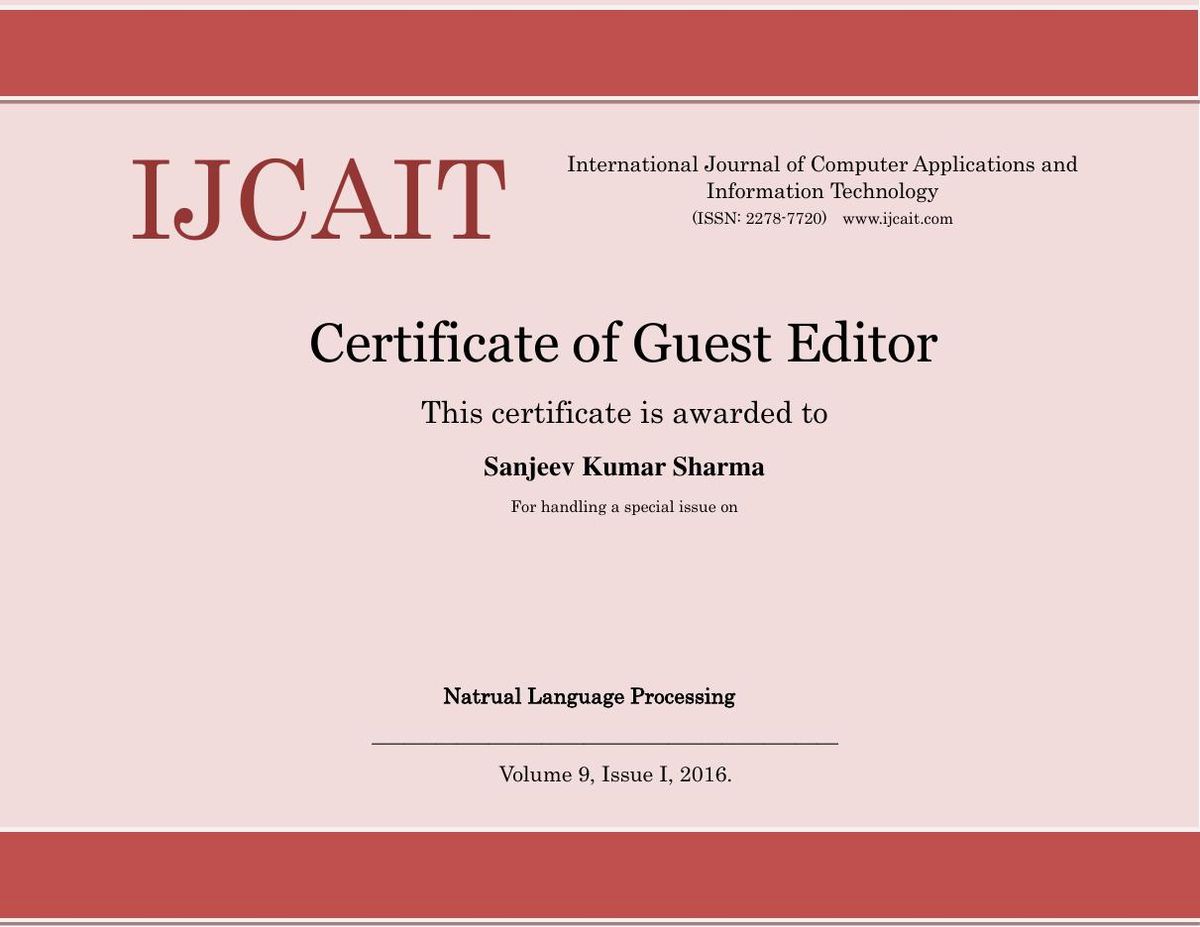 IJCAIT
International Journal of Computer Applications and
Information Technology
(ISSN: 2278-7720) www.ijcait.com
Certificate of Guest Editor
This certificate is awarded to
Sanjeev Kumar Sharma
For handling a special issue on
Natrual Language Processing
Volume 9, Issue I, 2016.